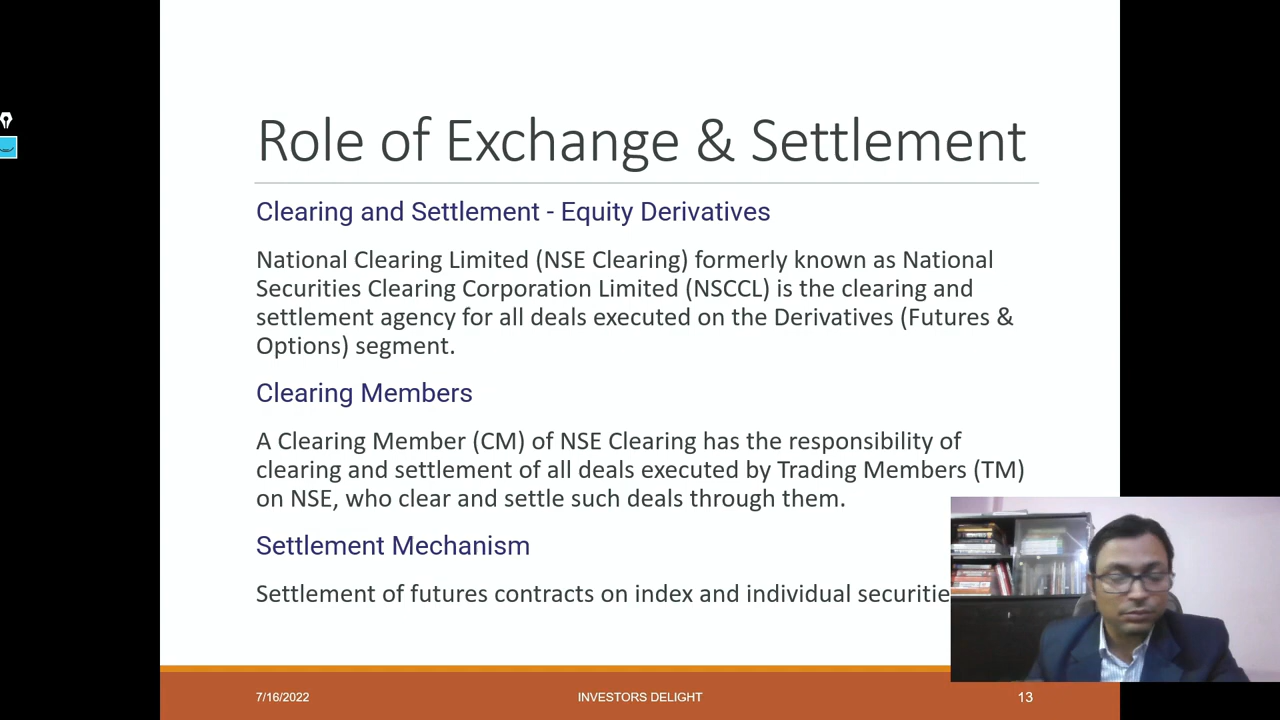 Role of Exchange & Settlement
Clearing and Settlement - Equity Derivatives
National Clearing Limited (NSE Clearing) formerly known as National
Securities Clearing Corporation Limited (NSCCL) is the clearing and
settlement agency for all deals executed on the Derivatives (Futures &
Options) segment.
Clearing Members
A Clearing Member (CM) of NSE Clearing has the responsibility of
clearing and settlement of all deals executed by Trading Members (TM)
on NSE, who clear and settle such deals through them.
Settlement Mechanism
Settlement of futures contracts on index and individual securitie
7/16/2022
INVESTORS DELIGHT
13